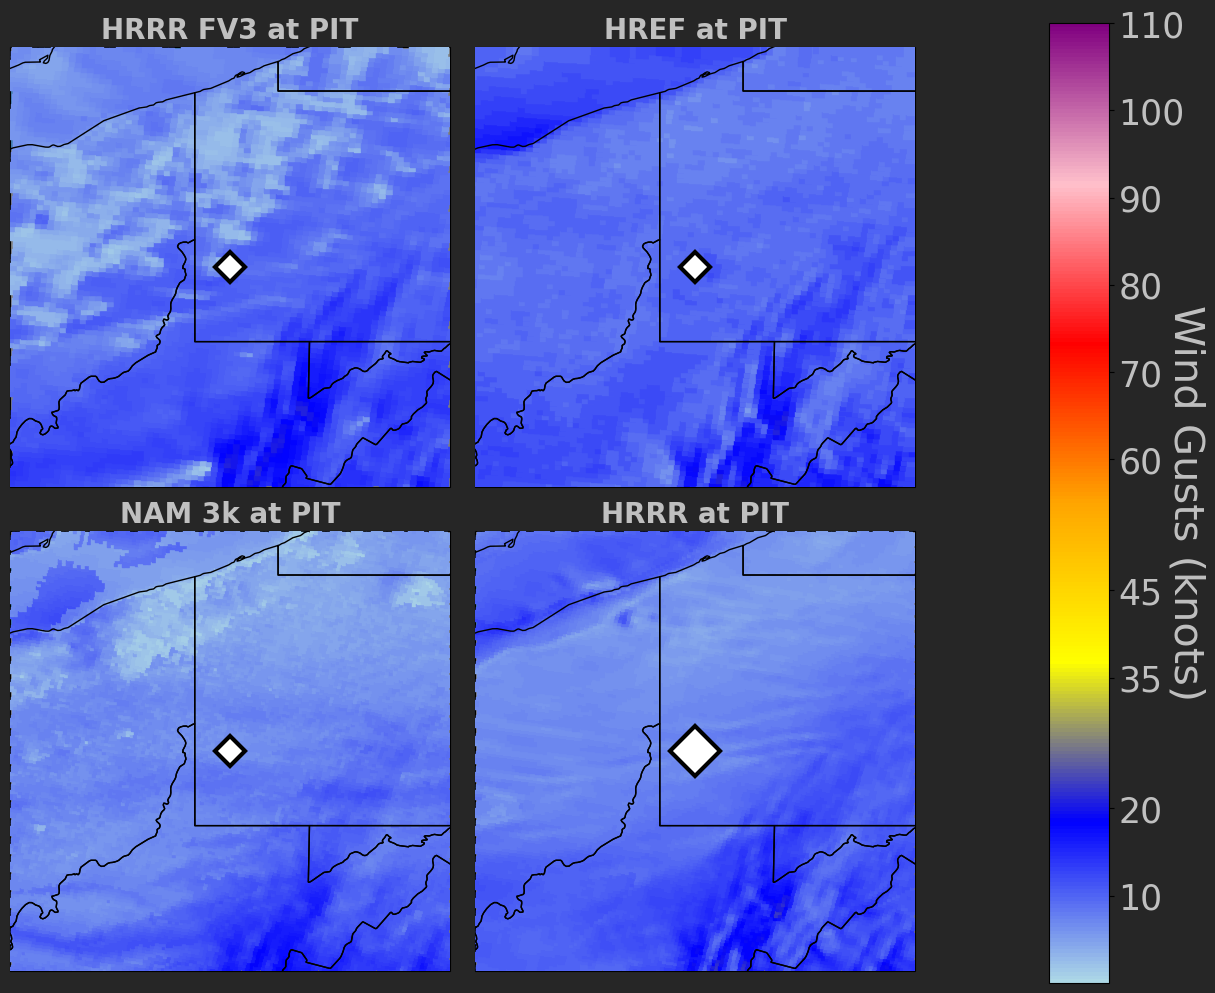 HRRR FV3 at PIT
HREF at PIT
NAM 3k at PIT
HRRR at PIT
110
100
90
80
70
60
45
35
20
10
Wind Gusts (knots)